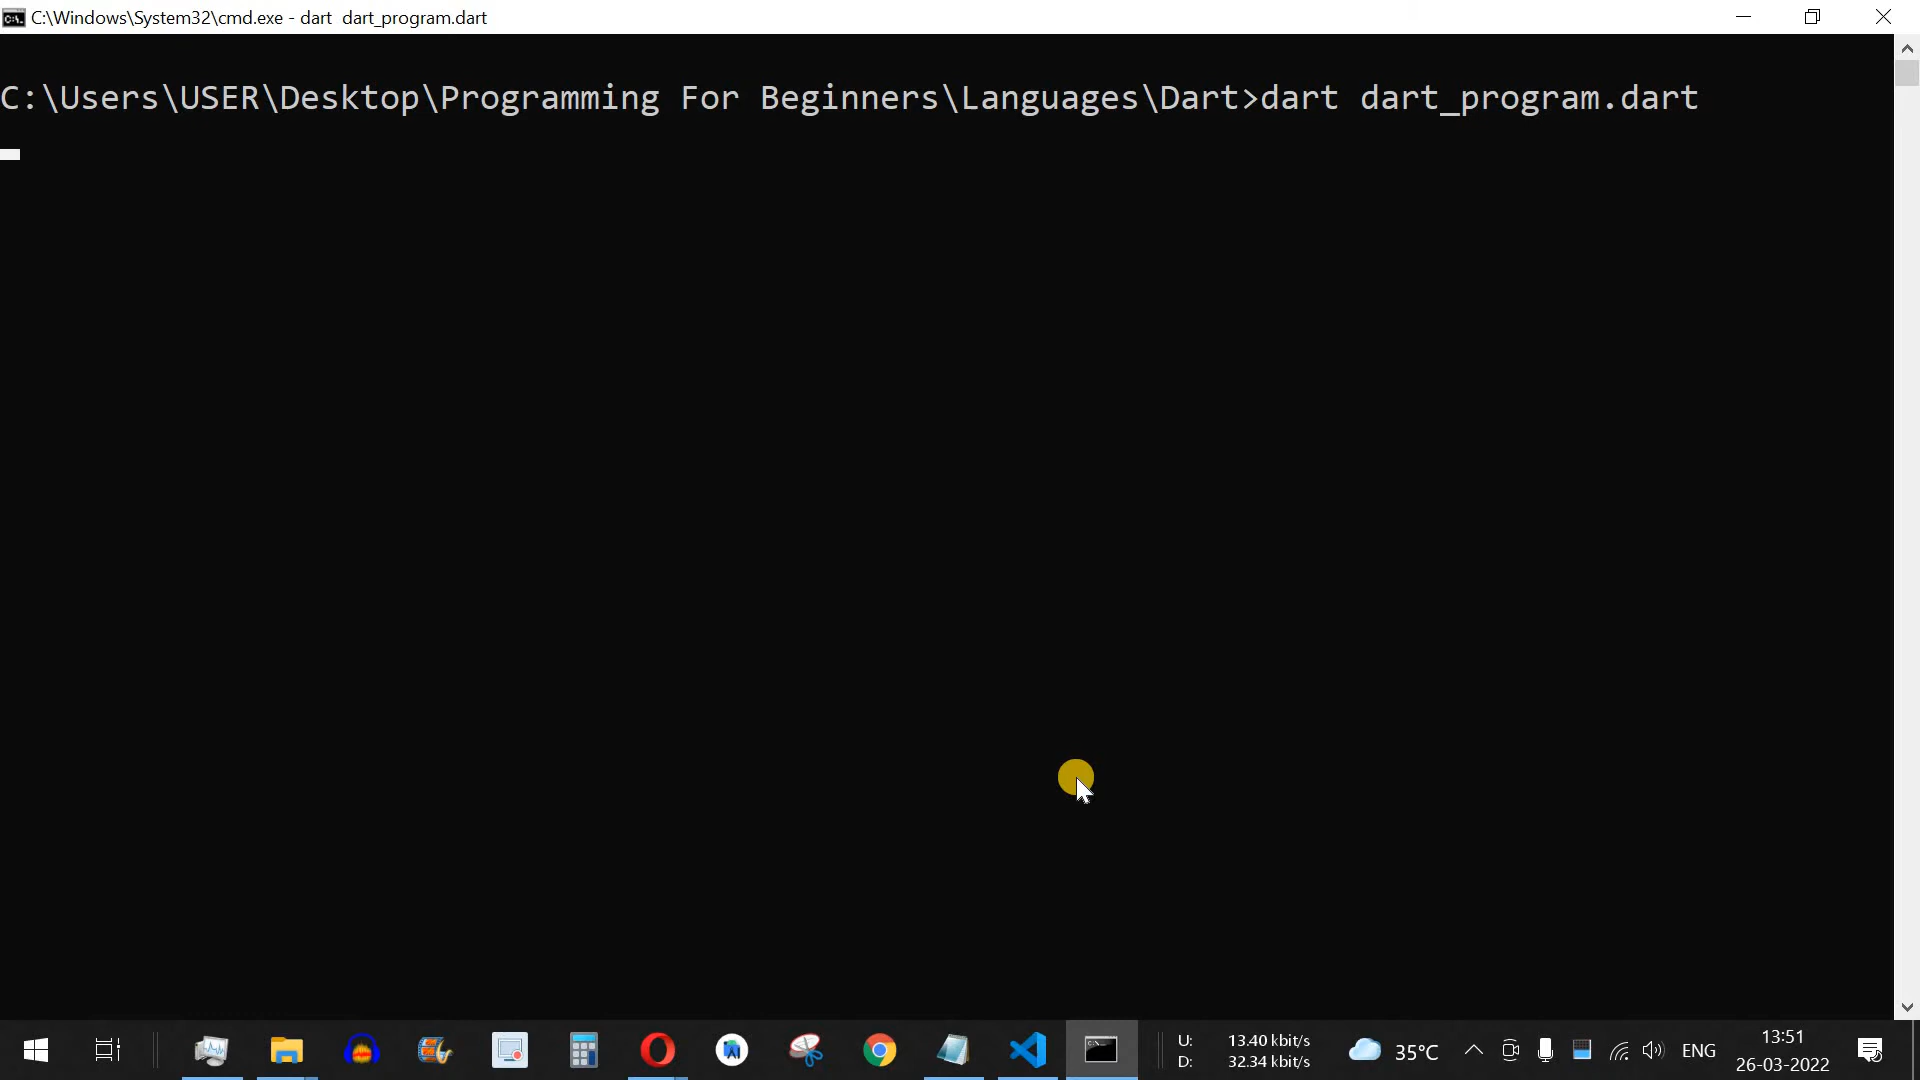 C:\Windows\System32\cmd.exe - dart  dart_program.dart
C:\Users\USER\Desktop\Programming For Beginners\Languages\Dart>dart dart_program.dart
U: 13.40 kbit/s
D: 32.34 kbit/s
35°C
ENG
13:51
26-03-2022